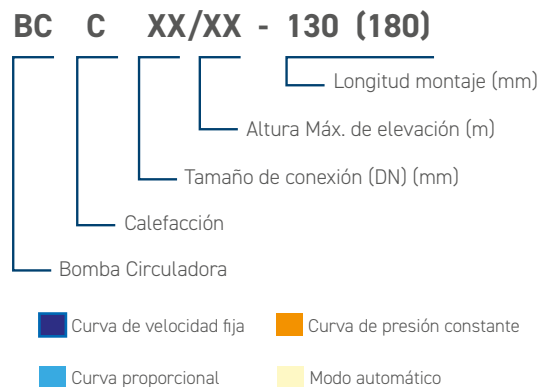 BC C XX/XX - 130 (180)
Longitud montaje (mm)
Altura Máx. de elevación (m)
Tamaño de conexión (DN) (mm)
Calefacción
Bomba Circuladora
Curva de velocidad fija Curva de presión constante
Curva proporcional Modo automático